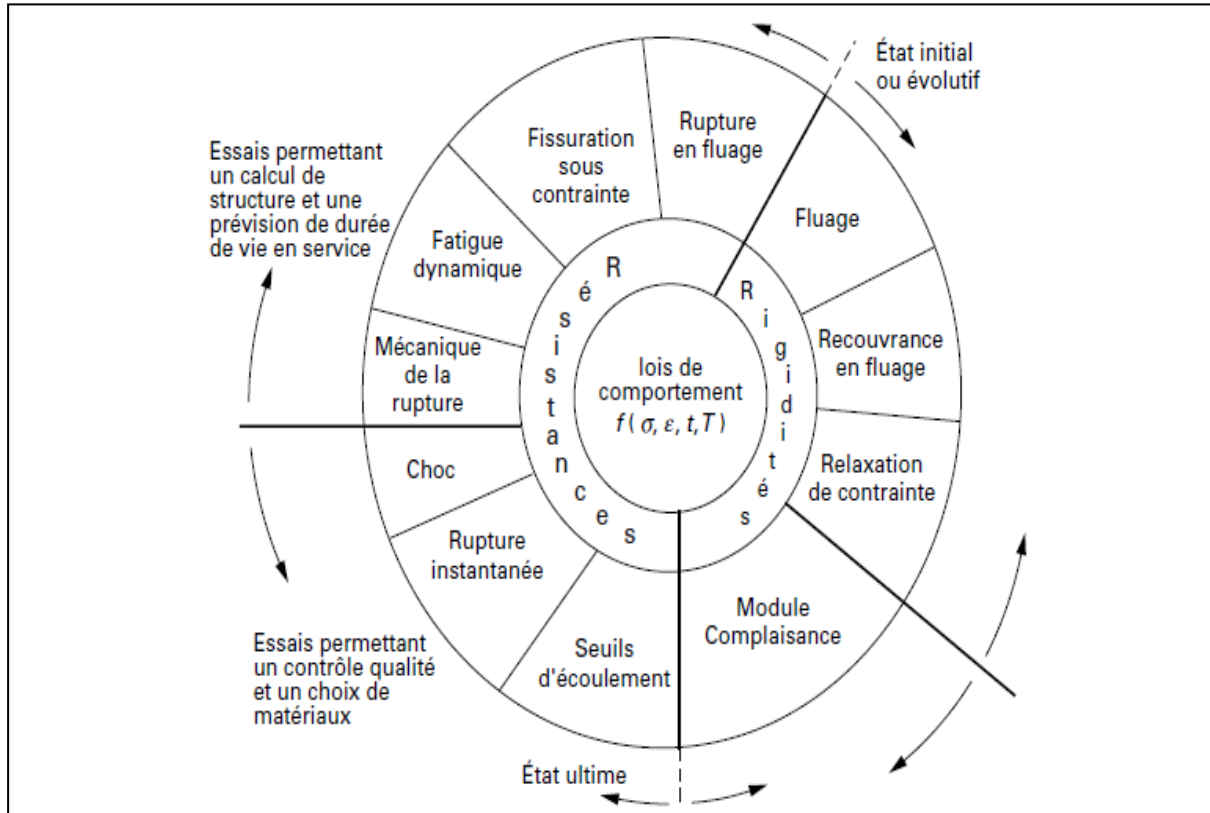 État initial
ou évolutif
Rupture
en fluage
Fissuration
sous
contrainte
Essais permettant
un calcul de
structure et une
prévision de durée
de vie en service
Fluage
Fatigue
dynamique
Résistances
Rigidités
Mécanique
de la
rupture
lois de
comportement
f ( σ, ε, t, T )
Recouvrance
en fluage
Choc
Relaxation
de contrainte
Rupture
instantanée
Module
Complaisance
Essais permettant
un contrôle qualité
et un choix de
matériaux
Seuils
d'écoulement
État ultime